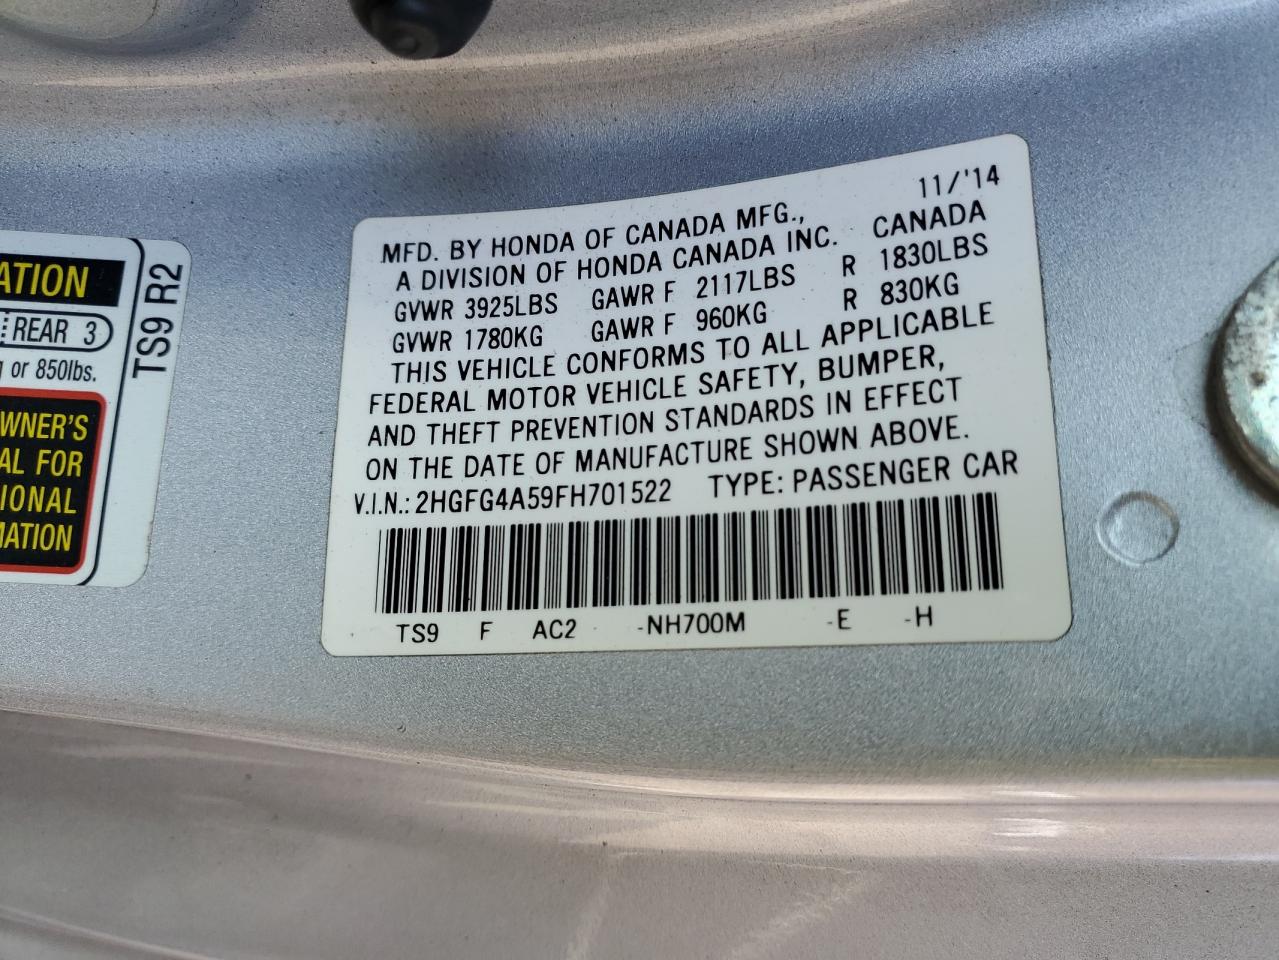 ATION
REAR 3
or 850lbs.
WNER'S
AL FOR
IONAL
MATION
TS9 R2
11/'14
MFD. BY HONDA OF CANADA MFG.,
A DIVISION OF HONDA CANADA INC. CANADA
GVWR 3925LBS GAWR F 2117LBS R 1830LBS
GVWR 1780KG GAWR F 960KG R 830KG
THIS VEHICLE CONFORMS TO ALL APPLICABLE
FEDERAL MOTOR VEHICLE SAFETY, BUMPER,
AND THEFT PREVENTION STANDARDS IN EFFECT
ON THE DATE OF MANUFACTURE SHOWN ABOVE.
V.I.N.: 2HGFG4A59FH701522 TYPE: PASSENGER CAR
TS9 F AC2 -NH700M -E -H